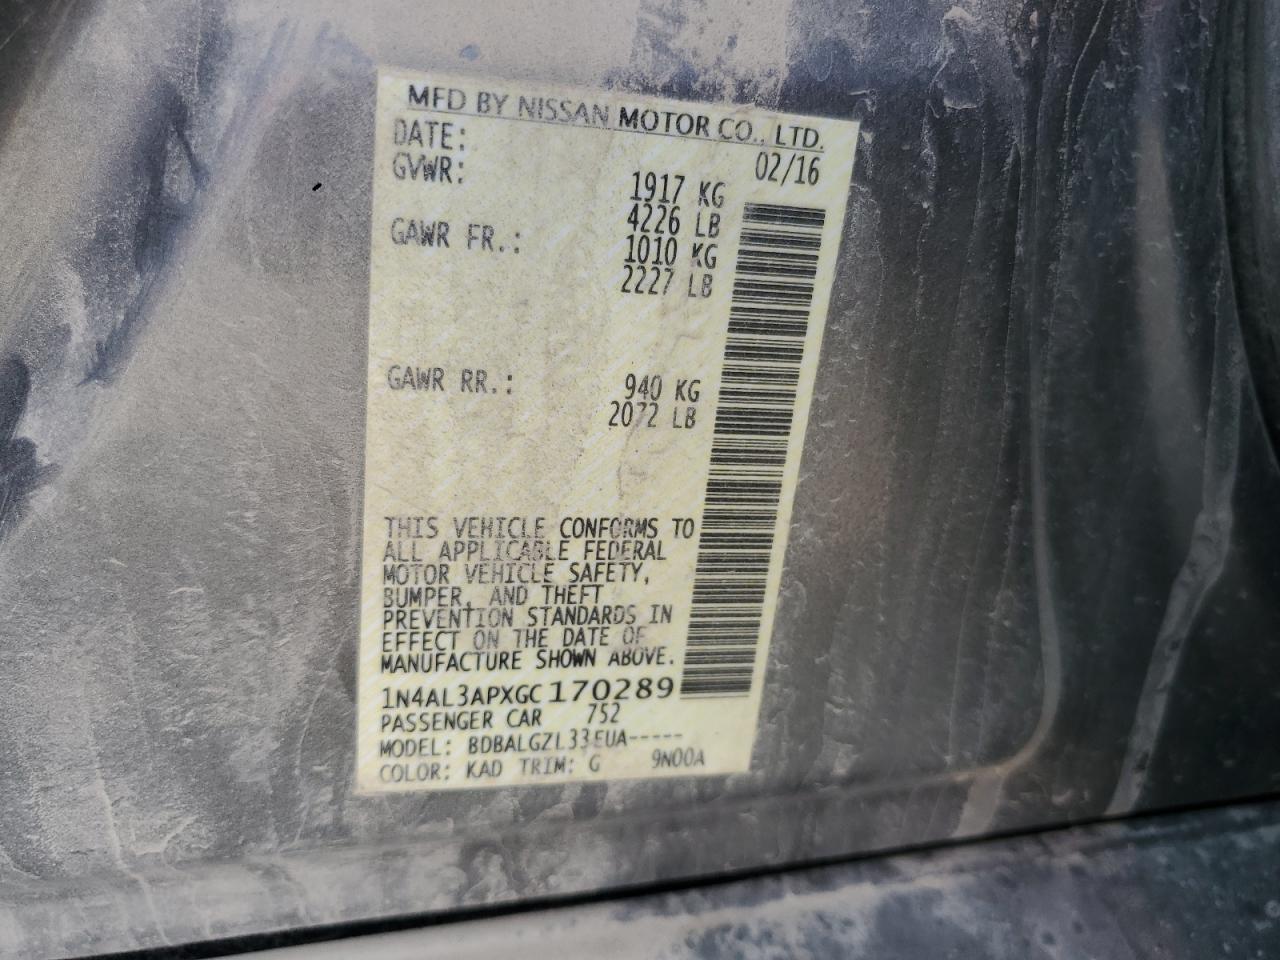 MFD BY NISSAN MOTOR CO., LTD.
DATE: 02/16
GVWR: 1917 KG
4226 LB
GAWR FR.: 1010 KG
2227 LB
GAWR RR.: 940 KG
2072 LB
THIS VEHICLE CONFORMS TO
ALL APPLICABLE FEDERAL
MOTOR VEHICLE SAFETY,
BUMPER, AND THEFT
PREVENTION STANDARDS IN
EFFECT ON THE DATE OF
MANUFACTURE SHOWN ABOVE.
1N4AL3APXGC170289
PASSENGER CAR 752
MODEL: BDBALGZL33EUA-----
COLOR: KAD TRIM: G 9N00A